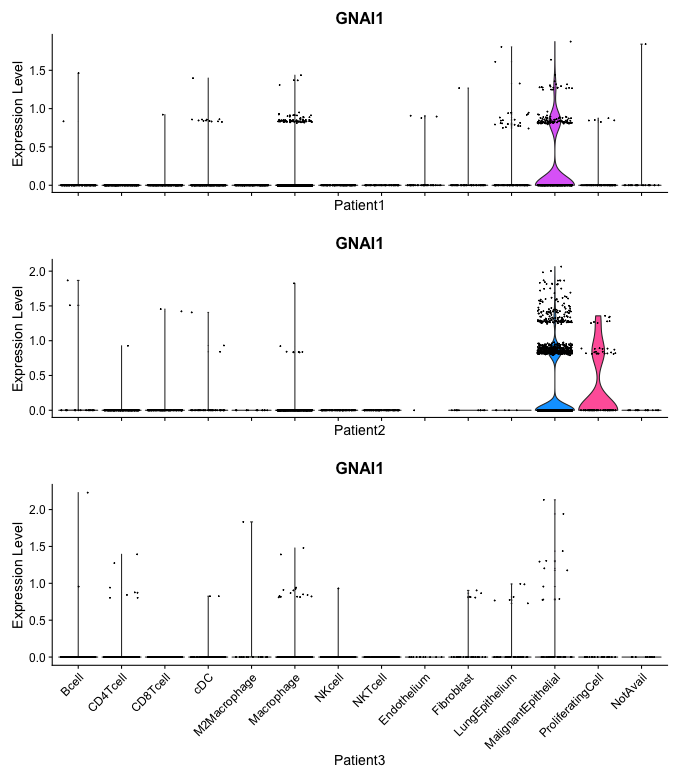 GNAI1
Expression Level
1.5
1.0
0.5
0.0
Patient1
GNAI1
Expression Level
2.0
1.5
1.0
0.5
0.0
Patient2
GNAI1
Expression Level
2.0
1.5
1.0
0.5
0.0
Bcell
CD4Tcell
CD8Tcell
cDC
M2Macrophage
Macrophage
NKcell
NKTcell
Endothelium
Fibroblast
LungEpithelium
MalignantEpithelial
ProliferatingCell
NotAvail
Patient3